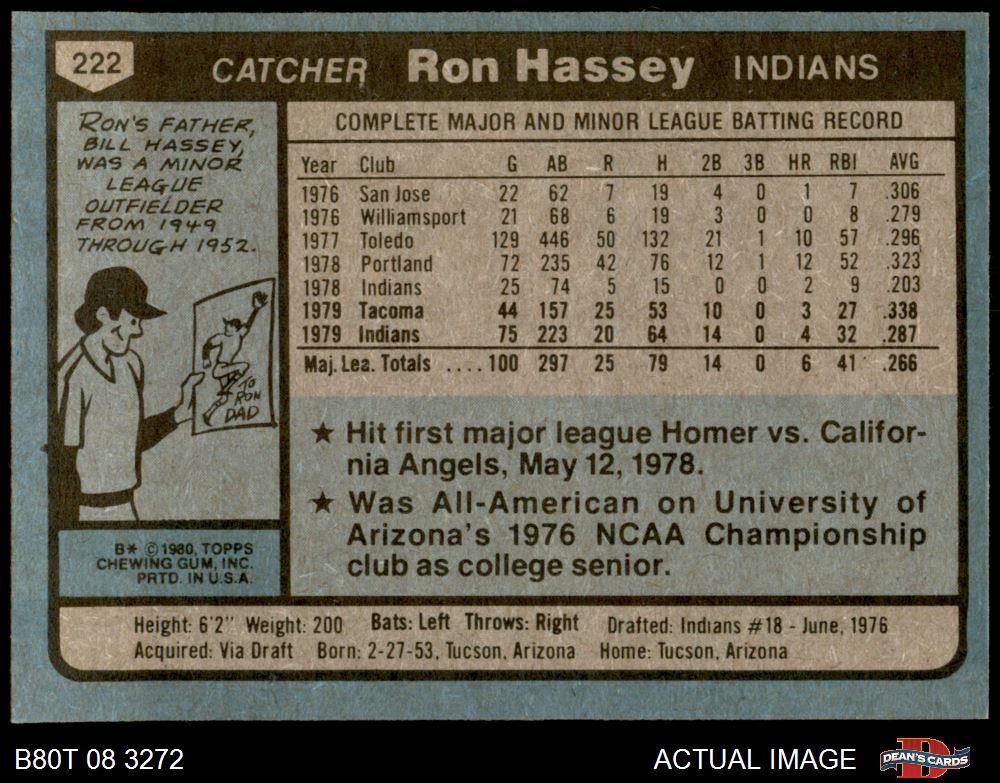 222
CATCHER Ron Hassey INDIANS
RON'S FATHER,
BILL HASSEY,
WAS A MINOR
LEAGUE
OUTFIELDER
FROM 1949
THROUGH 1952.
TO
RON
DAD
B* © 1980, TOPPS
CHEWING GUM, INC.
PRTD. IN U.S.A.
COMPLETE MAJOR AND MINOR LEAGUE BATTING RECORD
Year Club G AB R H 2B 3B HR RBI AVG
1976 San Jose 22 62 7 19 4 0 1 7 .306
1976 Williamsport 21 68 6 19 3 0 0 8 .279
1977 Toledo 129 446 50 132 21 1 10 57 .296
1978 Portland 72 235 42 76 12 1 12 52 .323
1978 Indians 25 74 5 15 0 0 2 9 .203
1979 Tacoma 44 157 25 53 10 0 3 27 .338
1979 Indians 75 223 20 64 14 0 4 32 .287
Maj. Lea. Totals .... 100 297 25 79 14 0 6 41 .266
★ Hit first major league Homer vs. Califor-
nia Angels, May 12, 1978.
★ Was All-American on University of
Arizona's 1976 NCAA Championship
club as college senior.
Height: 6'2" Weight: 200 Bats: Left Throws: Right Drafted: Indians #18 - June, 1976
Acquired: Via Draft Born: 2-27-53, Tucson, Arizona Home: Tucson, Arizona
B80T 08 3272 ACTUAL IMAGE
D
DEAN'S CARDS